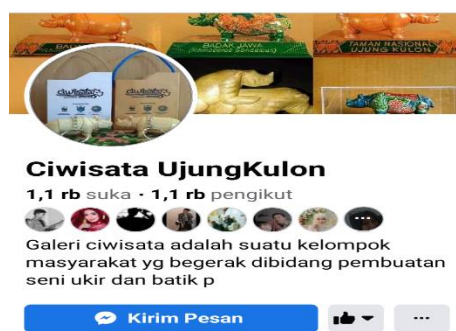 BADAK JAWA
TAMAN NASIONAL
UJUNG KULON
Ciwisata UjungKulon
1,1 rb suka · 1,1 rb pengikut
Galeri ciwisata adalah suatu kelompok
masyarakat yg begerak dibidang pembuatan
seni ukir dan batik p
Kirim Pesan